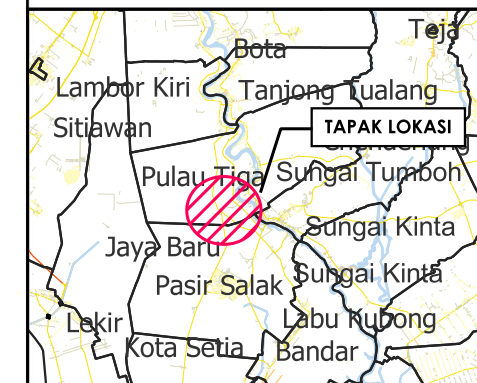 Teja
Bota
Lambor Kiri
Tanjong Tualang
Sitiawan
TAPAK LOKASI
Pulau Tiga
Sungai Tumboh
Sungai Kinta
Jaya Baru
Sungai Kinta
Pasir Salak
Lekir
Labu Kubong
Kota Setia
Bandar